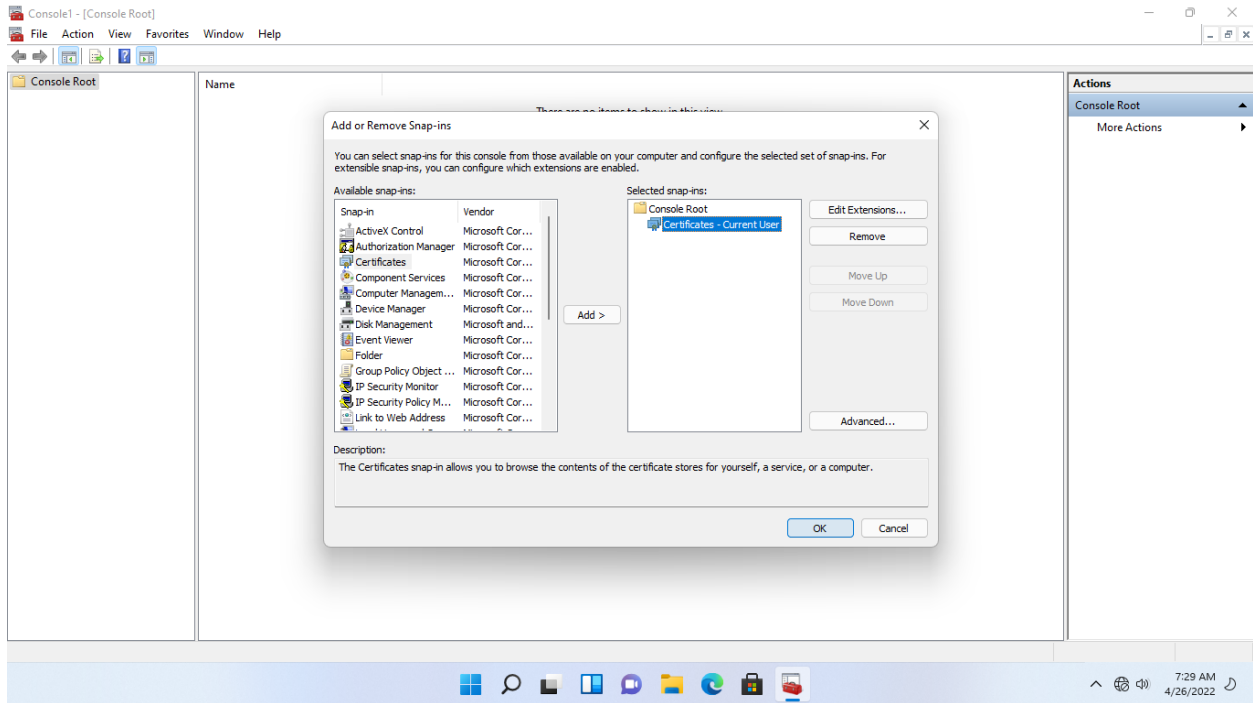 Console1 - [Console Root]
File Action View Favorites Window Help
Console Root
Name
Actions
Console Root
More Actions
Add or Remove Snap-ins
You can select snap-ins for this console from those available on your computer and configure the selected set of snap-ins. For
extensible snap-ins, you can configure which extensions are enabled.
Available snap-ins:
Snap-in Vendor
ActiveX Control Microsoft Cor...
Authorization Manager Microsoft Cor...
Certificates Microsoft Cor...
Component Services Microsoft Cor...
Computer Managem... Microsoft Cor...
Device Manager Microsoft Cor...
Disk Management Microsoft and...
Event Viewer Microsoft Cor...
Folder Microsoft Cor...
Group Policy Object ... Microsoft Cor...
IP Security Monitor Microsoft Cor...
IP Security Policy M... Microsoft Cor...
Link to Web Address Microsoft Cor...
Add >
Selected snap-ins:
Console Root
Certificates - Current User
Edit Extensions...
Remove
Move Up
Move Down
Advanced...
Description:
The Certificates snap-in allows you to browse the contents of the certificate stores for yourself, a service, or a computer.
OK Cancel
7:29 AM
4/26/2022